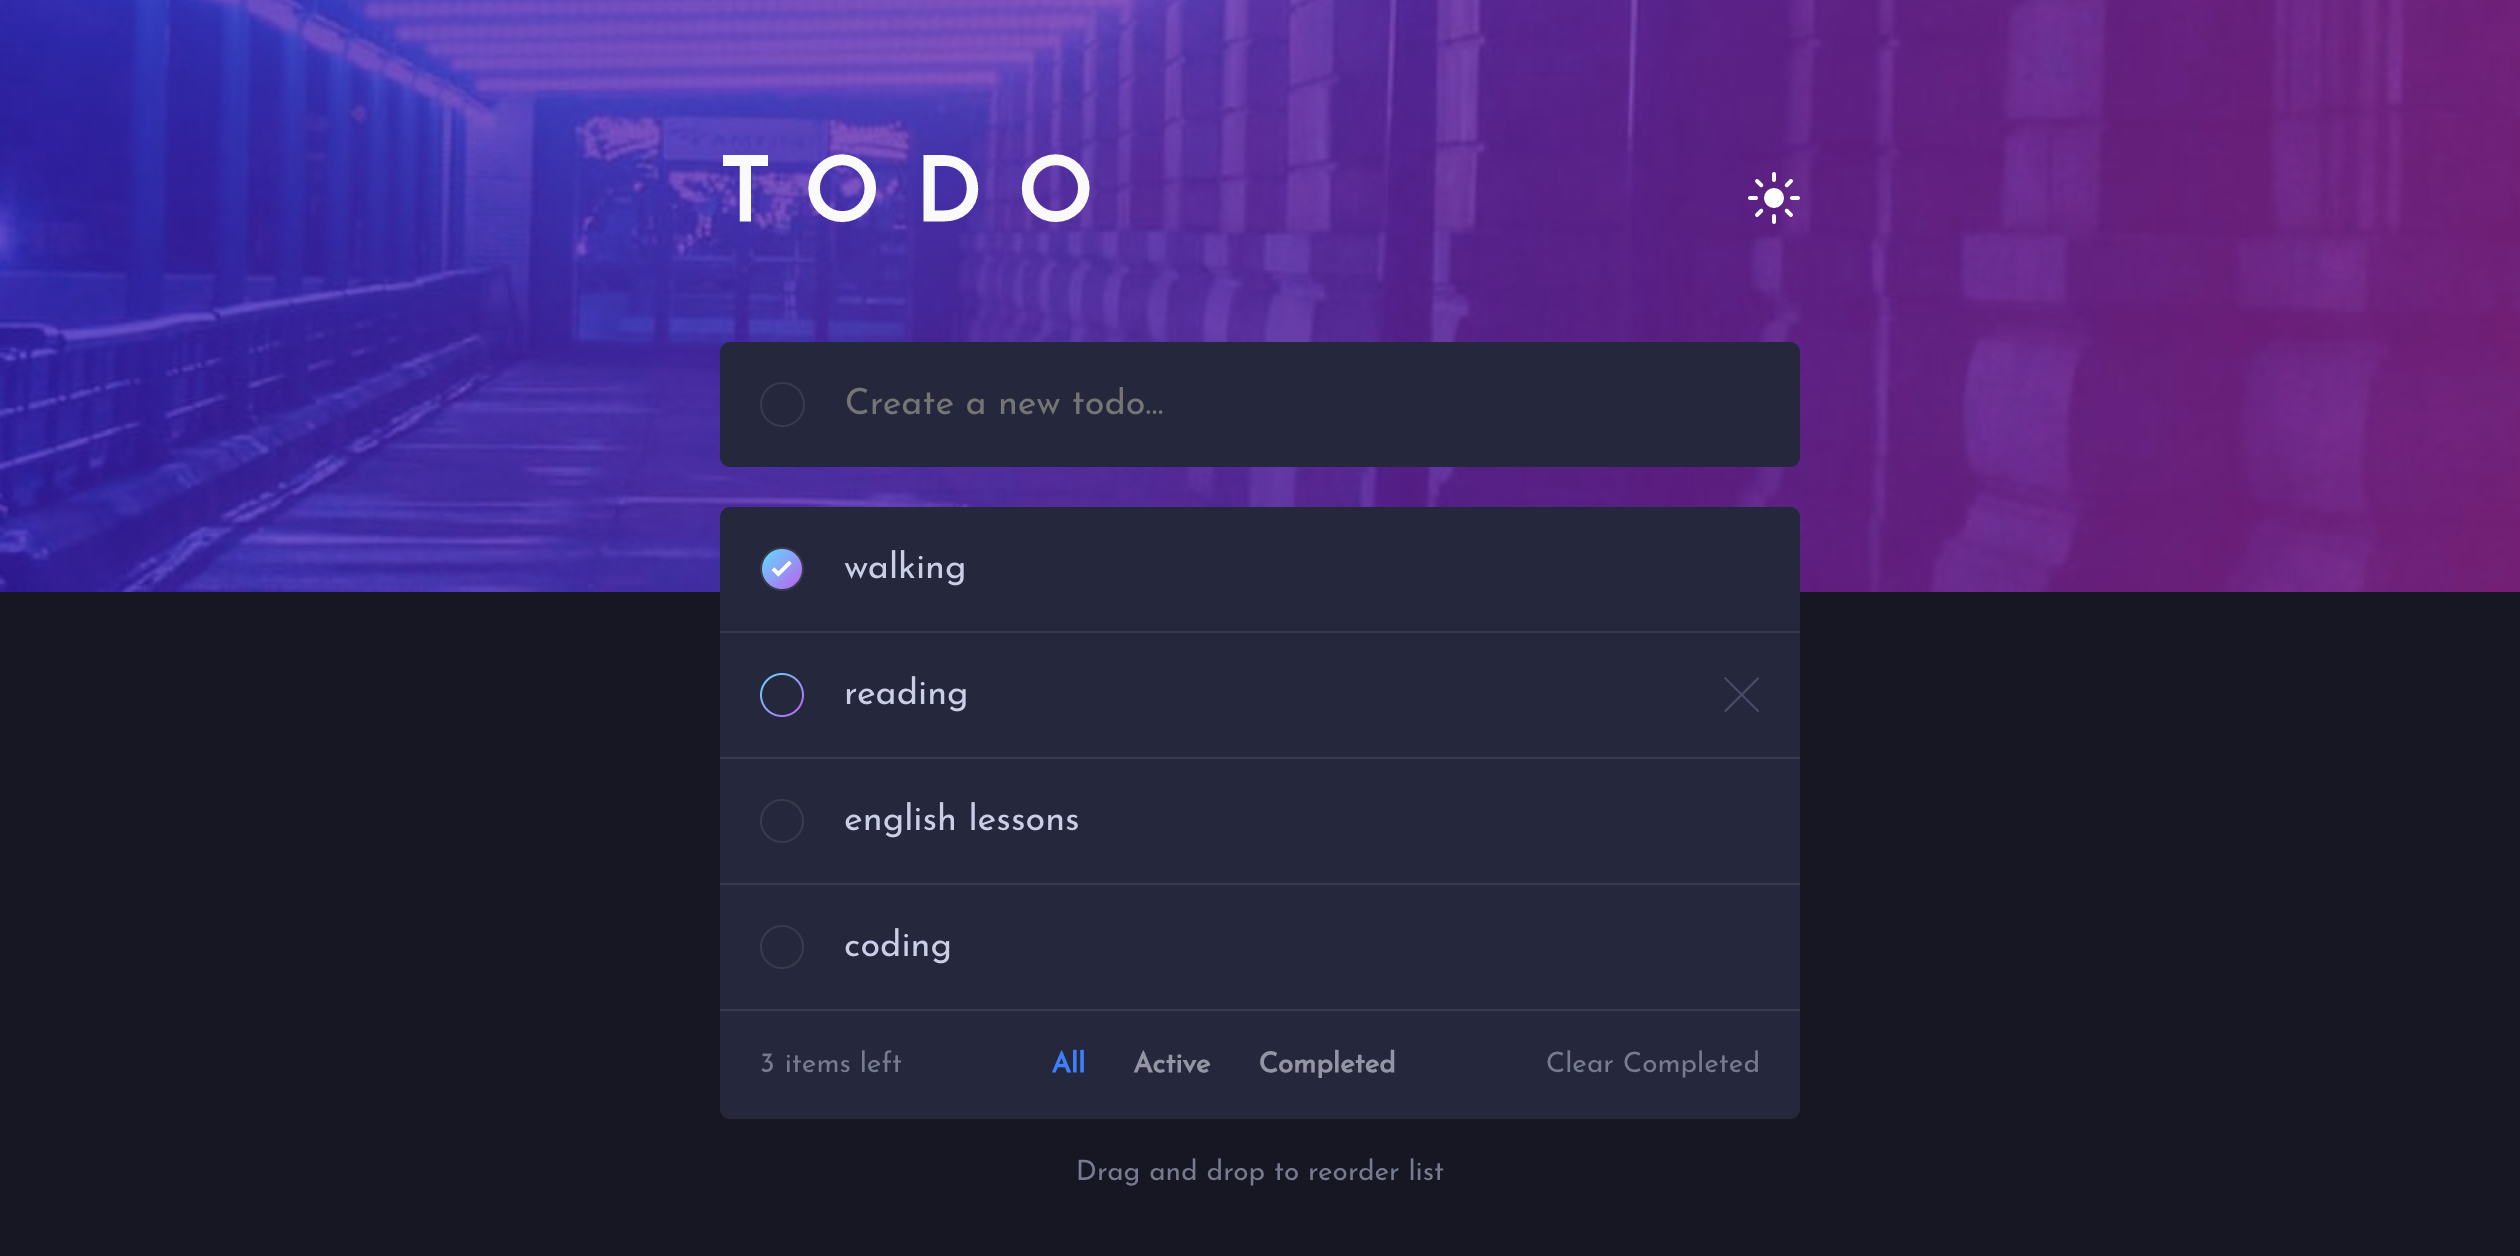 TODO
Create a new todo...
walking
reading
english lessons
coding
3 items left All Active Completed Clear Completed
Drag and drop to reorder list